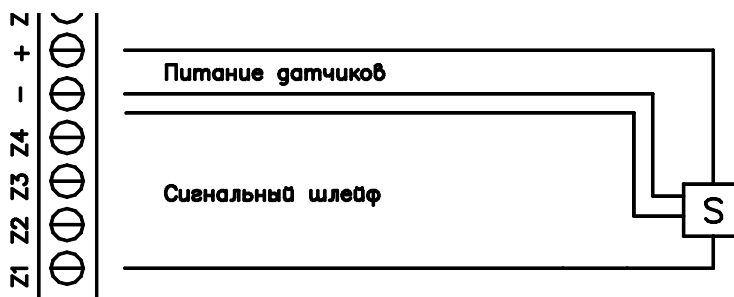 Z
+
Питание датчиков
–
Z4
Z3
Сигнальный шлейф
S
Z2
Z1